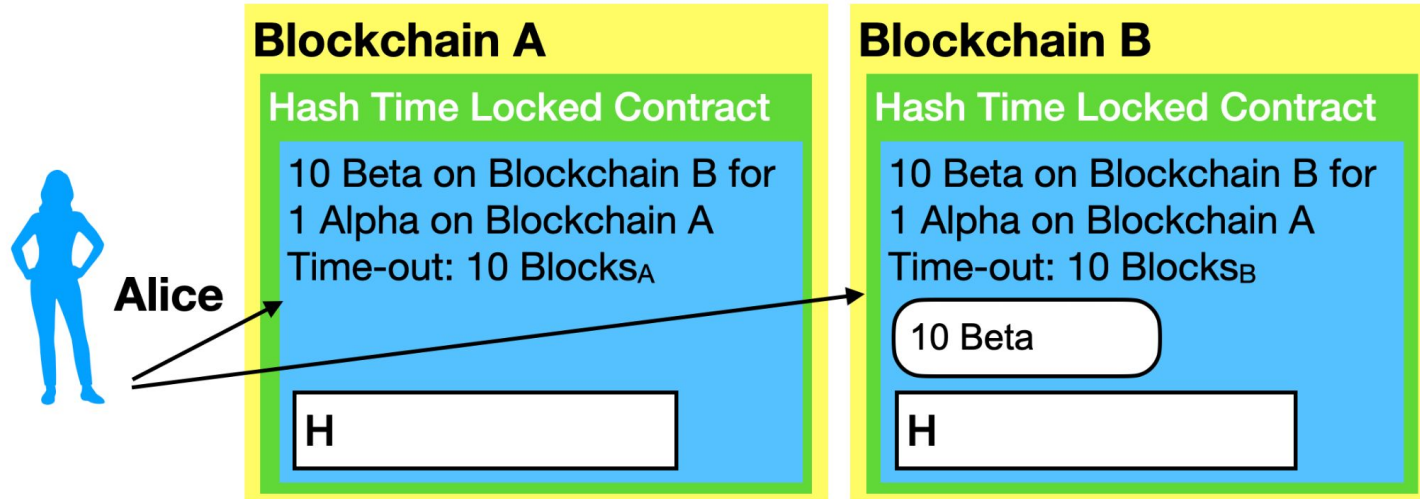 Blockchain A
Hash Time Locked Contract
10 Beta on Blockchain B for
1 Alpha on Blockchain A
Time-out: 10 BlocksA
H
Blockchain B
Hash Time Locked Contract
10 Beta on Blockchain B for
1 Alpha on Blockchain A
Time-out: 10 BlocksB
10 Beta
H
Alice